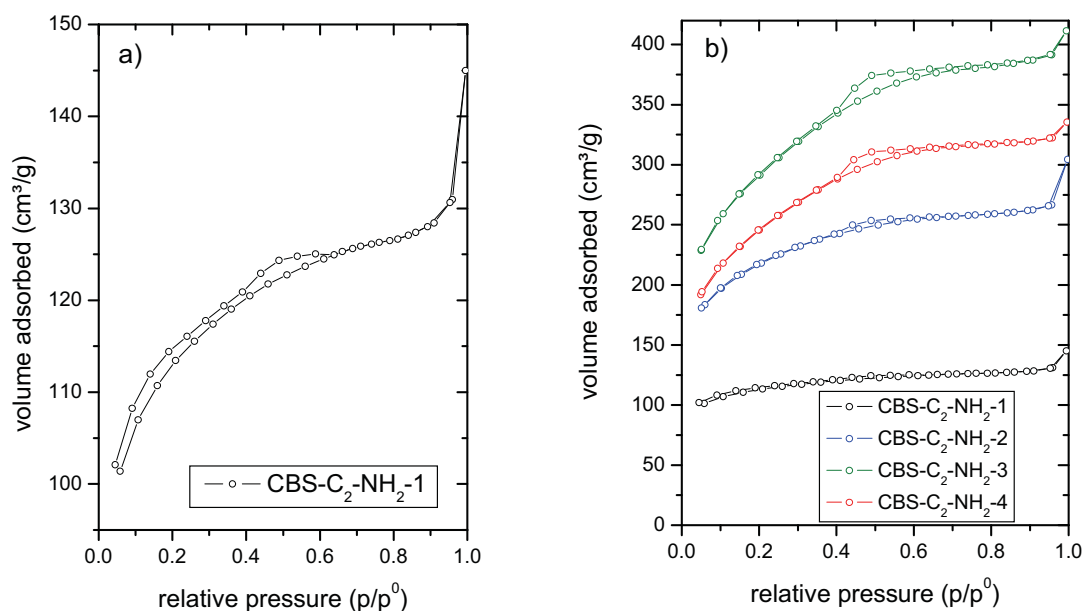 a)
volume adsorbed (cm³/g)
150
140
130
120
110
100
0.0 0.2 0.4 0.6 0.8 1.0
relative pressure (p/p⁰)
CBS-C₂-NH₂-1
b)
volume adsorbed (cm³/g)
400
350
300
250
200
150
100
50
0
0.0 0.2 0.4 0.6 0.8 1.0
relative pressure (p/p⁰)
CBS-C₂-NH₂-1
CBS-C₂-NH₂-2
CBS-C₂-NH₂-3
CBS-C₂-NH₂-4